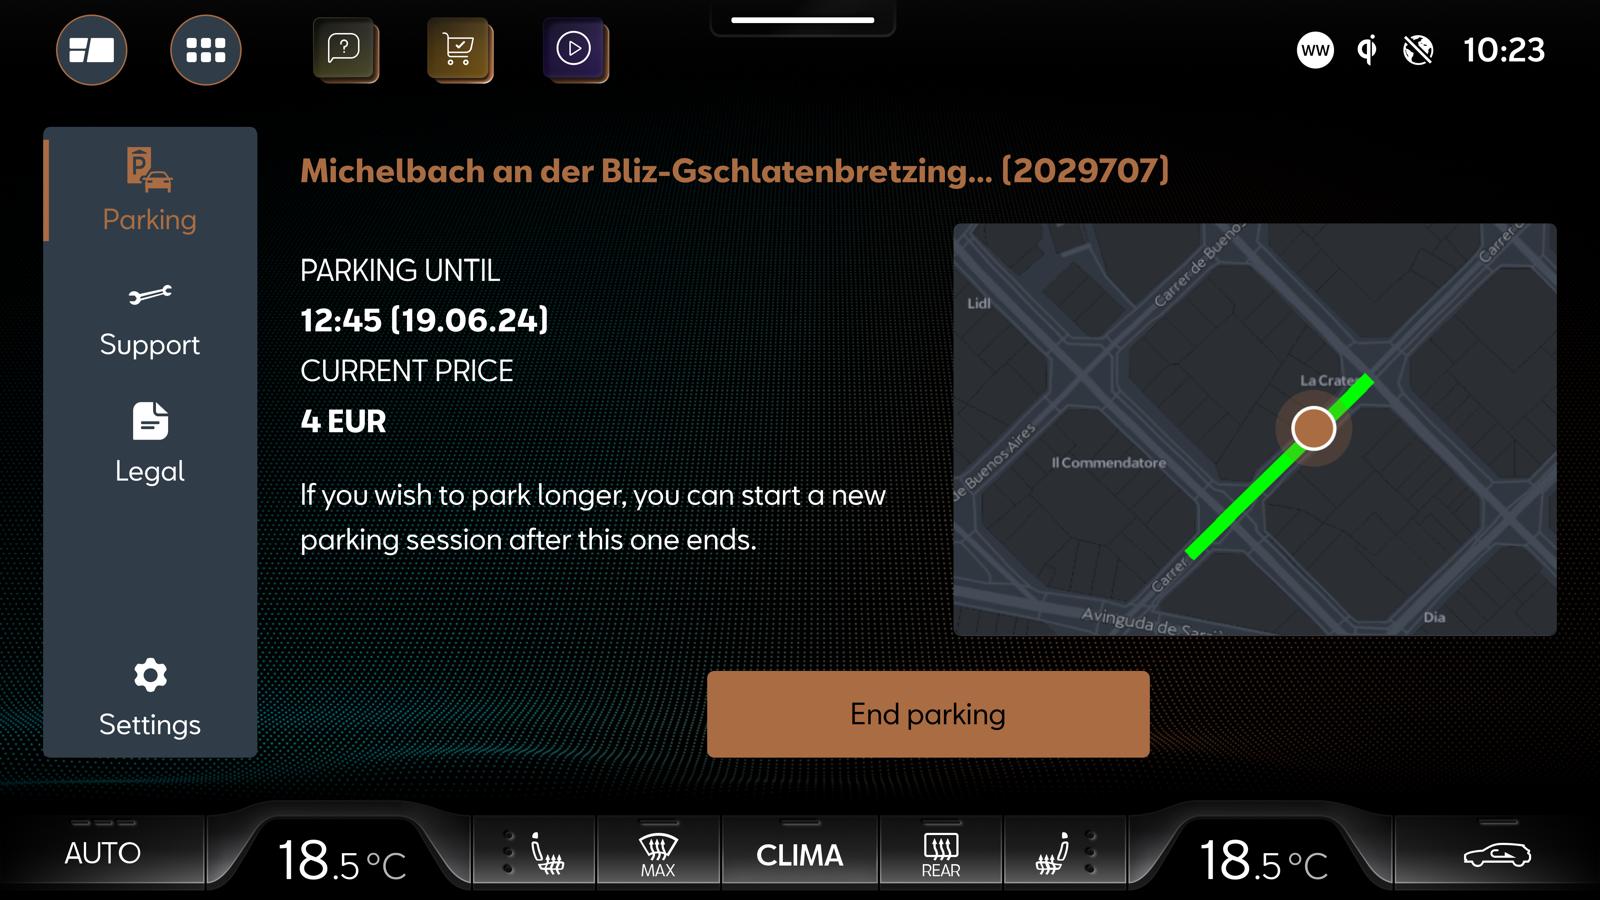 WW
10:23
Parking
Support
Legal
Settings
Michelbach an der Bliz-Gschlatenbretzing... (2029707)
PARKING UNTIL
12:45 (19.06.24)
CURRENT PRICE
4 EUR
If you wish to park longer, you can start a new
parking session after this one ends.
Carrer de Buenos
Carrer
Lidl
La Crate
de Buenos Aires
Il Commendatore
Carrer
Avinguda de
Dia
End parking
AUTO
18.5°C
MAX
CLIMA
REAR
18.5°C